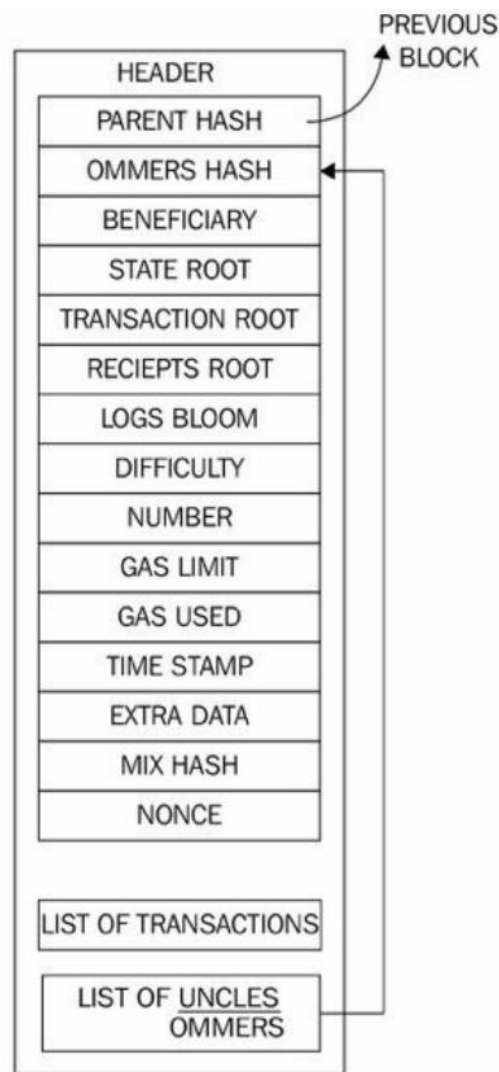 PREVIOUS
BLOCK
HEADER
PARENT HASH
OMMERS HASH
BENEFICIARY
STATE ROOT
TRANSACTION ROOT
RECIEPTS ROOT
LOGS BLOOM
DIFFICULTY
NUMBER
GAS LIMIT
GAS USED
TIME STAMP
EXTRA DATA
MIX HASH
NONCE
LIST OF TRANSACTIONS
LIST OF UNCLES
OMMERS